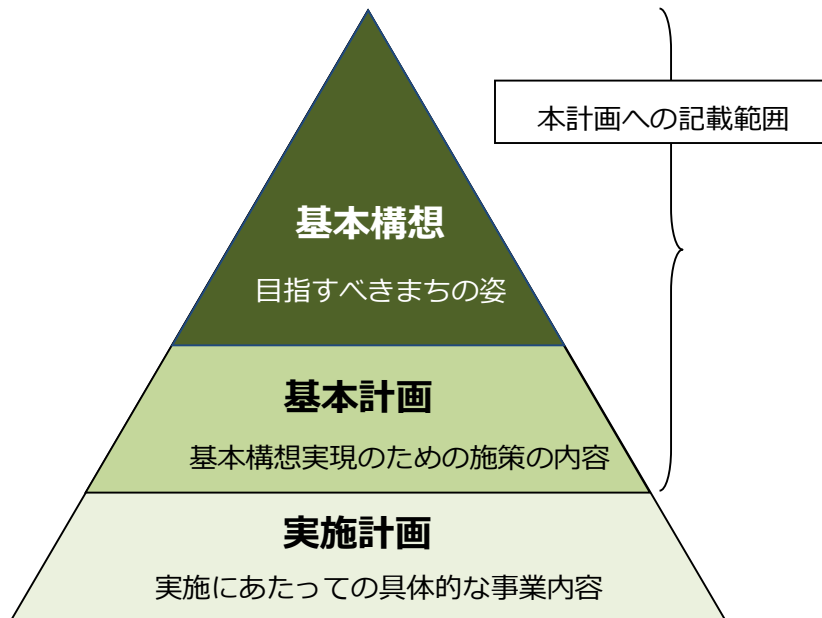 本計画への記載範囲
基本構想
目指すべきまちの姿
基本計画
基本構想実現のための施策の内容
実施計画
実施にあたっての具体的な事業内容